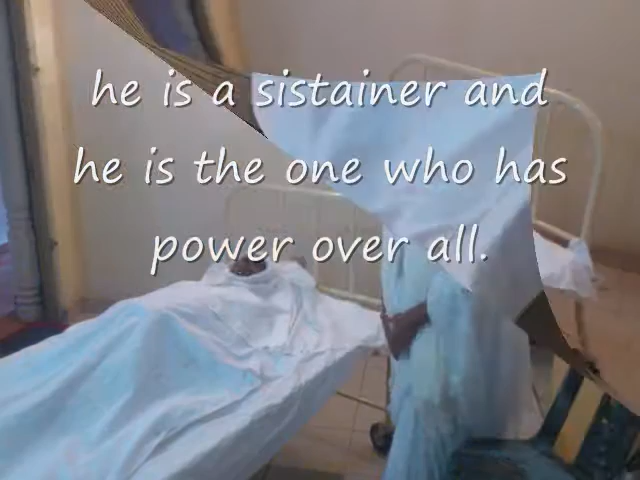 he is a sistainer and
he is the one who has
power over all.